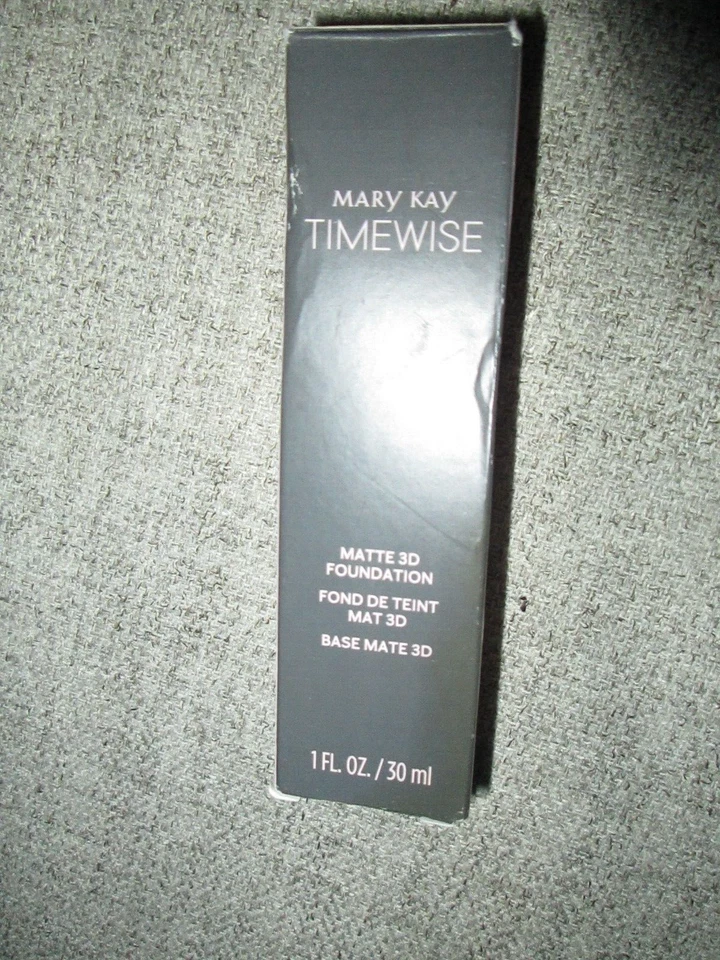 MARY KAY
TIMEWISE
MATTE 3D
FOUNDATION
FOND DE TEINT
MAT 3D
BASE MATE 3D
1 FL. OZ. / 30 ml